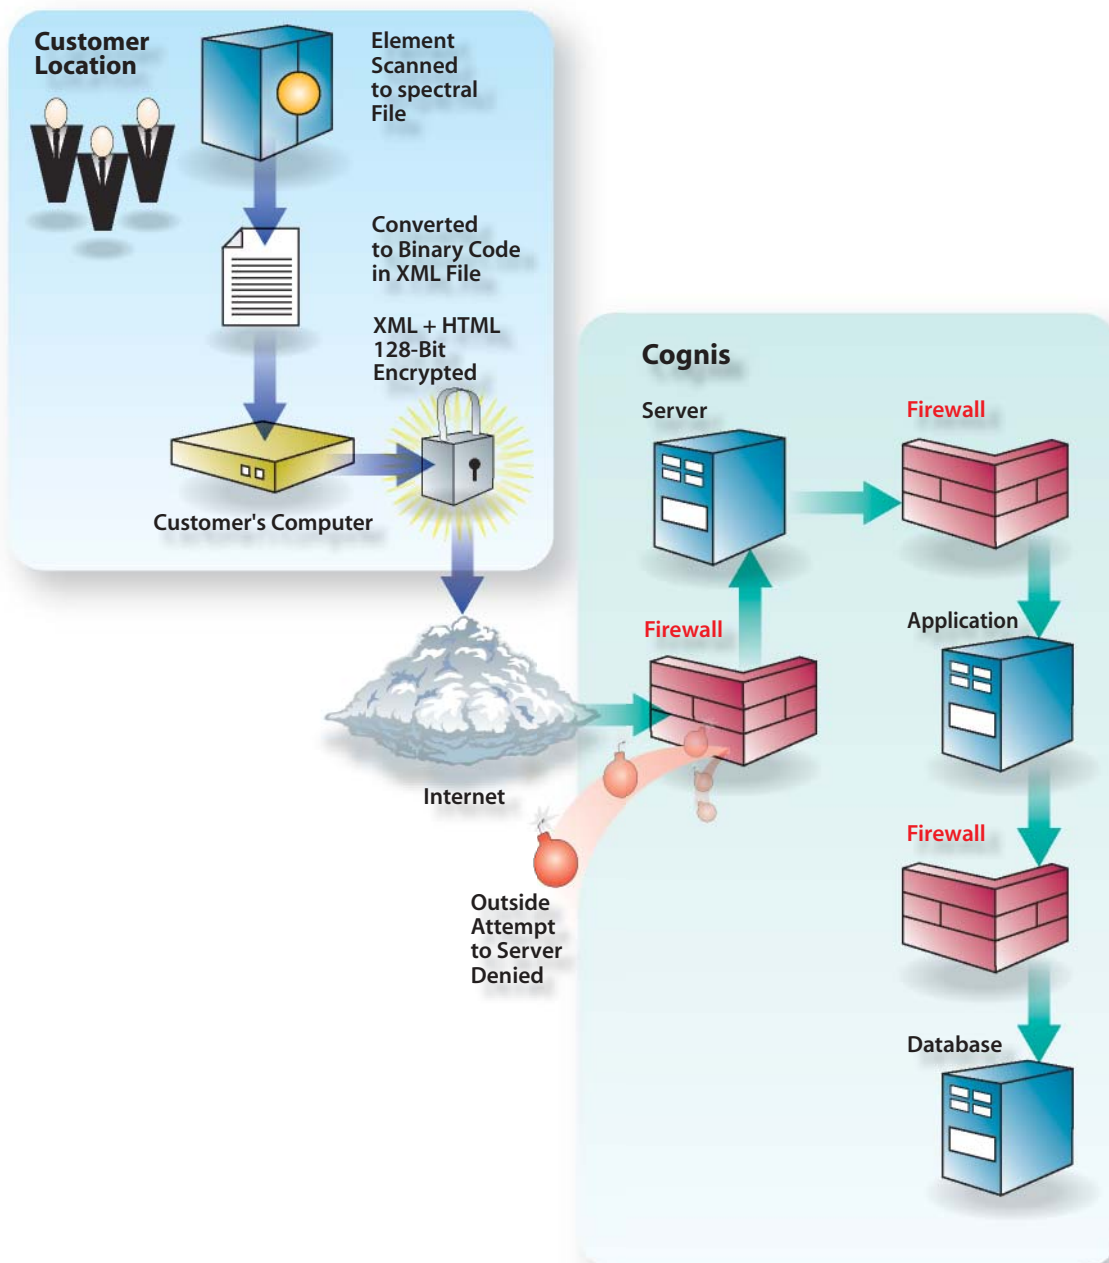 Customer
Location
Element
Scanned
to spectral
File
Converted
to Binary Code
in XML File
XML + HTML
128-Bit
Encrypted
Customer's Computer
Internet
Outside
Attempt
to Server
Denied
Cognis
Server
Firewall
Firewall
Application
Firewall
Database